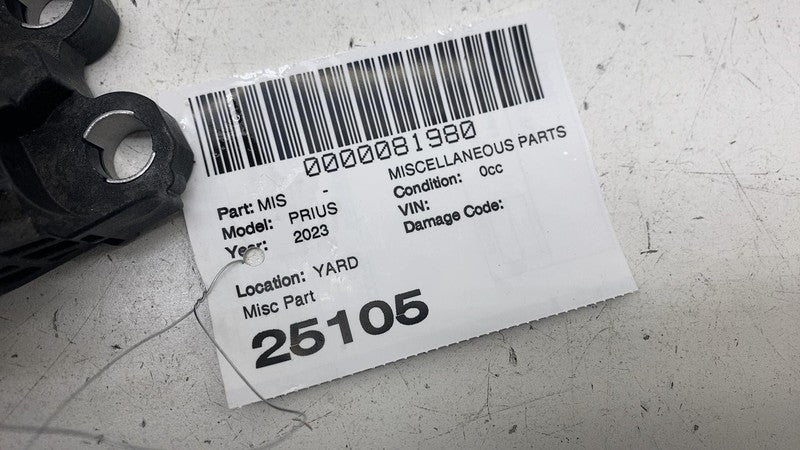 0000081980
MISCELLANEOUS PARTS
Part: MIS -
Condition: 0cc
Model: PRIUS
VIN:
Year: 2023
Damage Code:
Location: YARD
Misc Part
25105